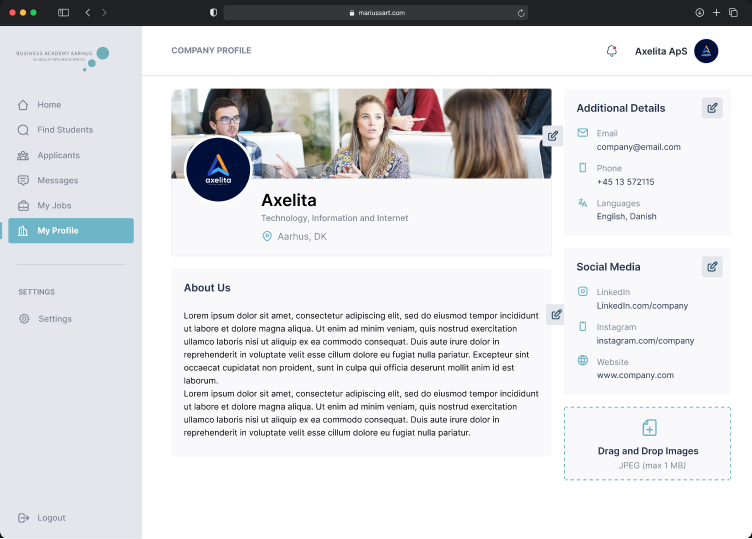 mariussart.com
BUSINESS ACADEMY AARHUS
SCHOOL OF APPLIED SCIENCES
Home
Find Students
Applicants
Messages
My Jobs
My Profile
SETTINGS
Settings
Logout
COMPANY PROFILE
Axelita ApS
axelita
Axelita
Technology, Information and Internet
Aarhus, DK
About Us
Lorem ipsum dolor sit amet, consectetur adipiscing elit, sed do eiusmod tempor incididunt
ut labore et dolore magna aliqua. Ut enim ad minim veniam, quis nostrud exercitation
ullamco laboris nisi ut aliquip ex ea commodo consequat. Duis aute irure dolor in
reprehenderit in voluptate velit esse cillum dolore eu fugiat nulla pariatur. Excepteur sint
occaecat cupidatat non proident, sunt in culpa qui officia deserunt mollit anim id est
laborum.
Lorem ipsum dolor sit amet, consectetur adipiscing elit, sed do eiusmod tempor incididunt
ut labore et dolore magna aliqua. Ut enim ad minim veniam, quis nostrud exercitation
ullamco laboris nisi ut aliquip ex ea commodo consequat. Duis aute irure dolor in
reprehenderit in voluptate velit esse cillum dolore eu fugiat nulla pariatur.
Additional Details
Email
company@email.com
Phone
+45 13 572115
Languages
English, Danish
Social Media
LinkedIn
LinkedIn.com/company
Instagram
instagram.com/company
Website
www.company.com
Drag and Drop Images
JPEG (max 1 MB)